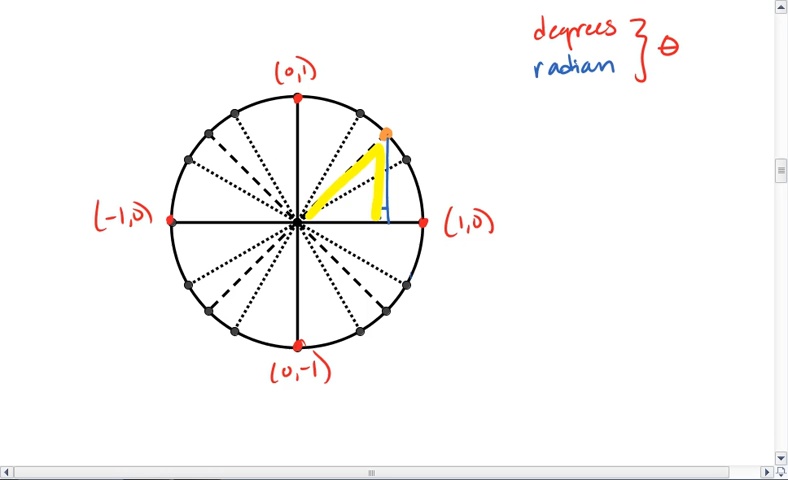 degrees
radian
θ
(0,1)
(-1,0)
(1,0)
(0,-1)